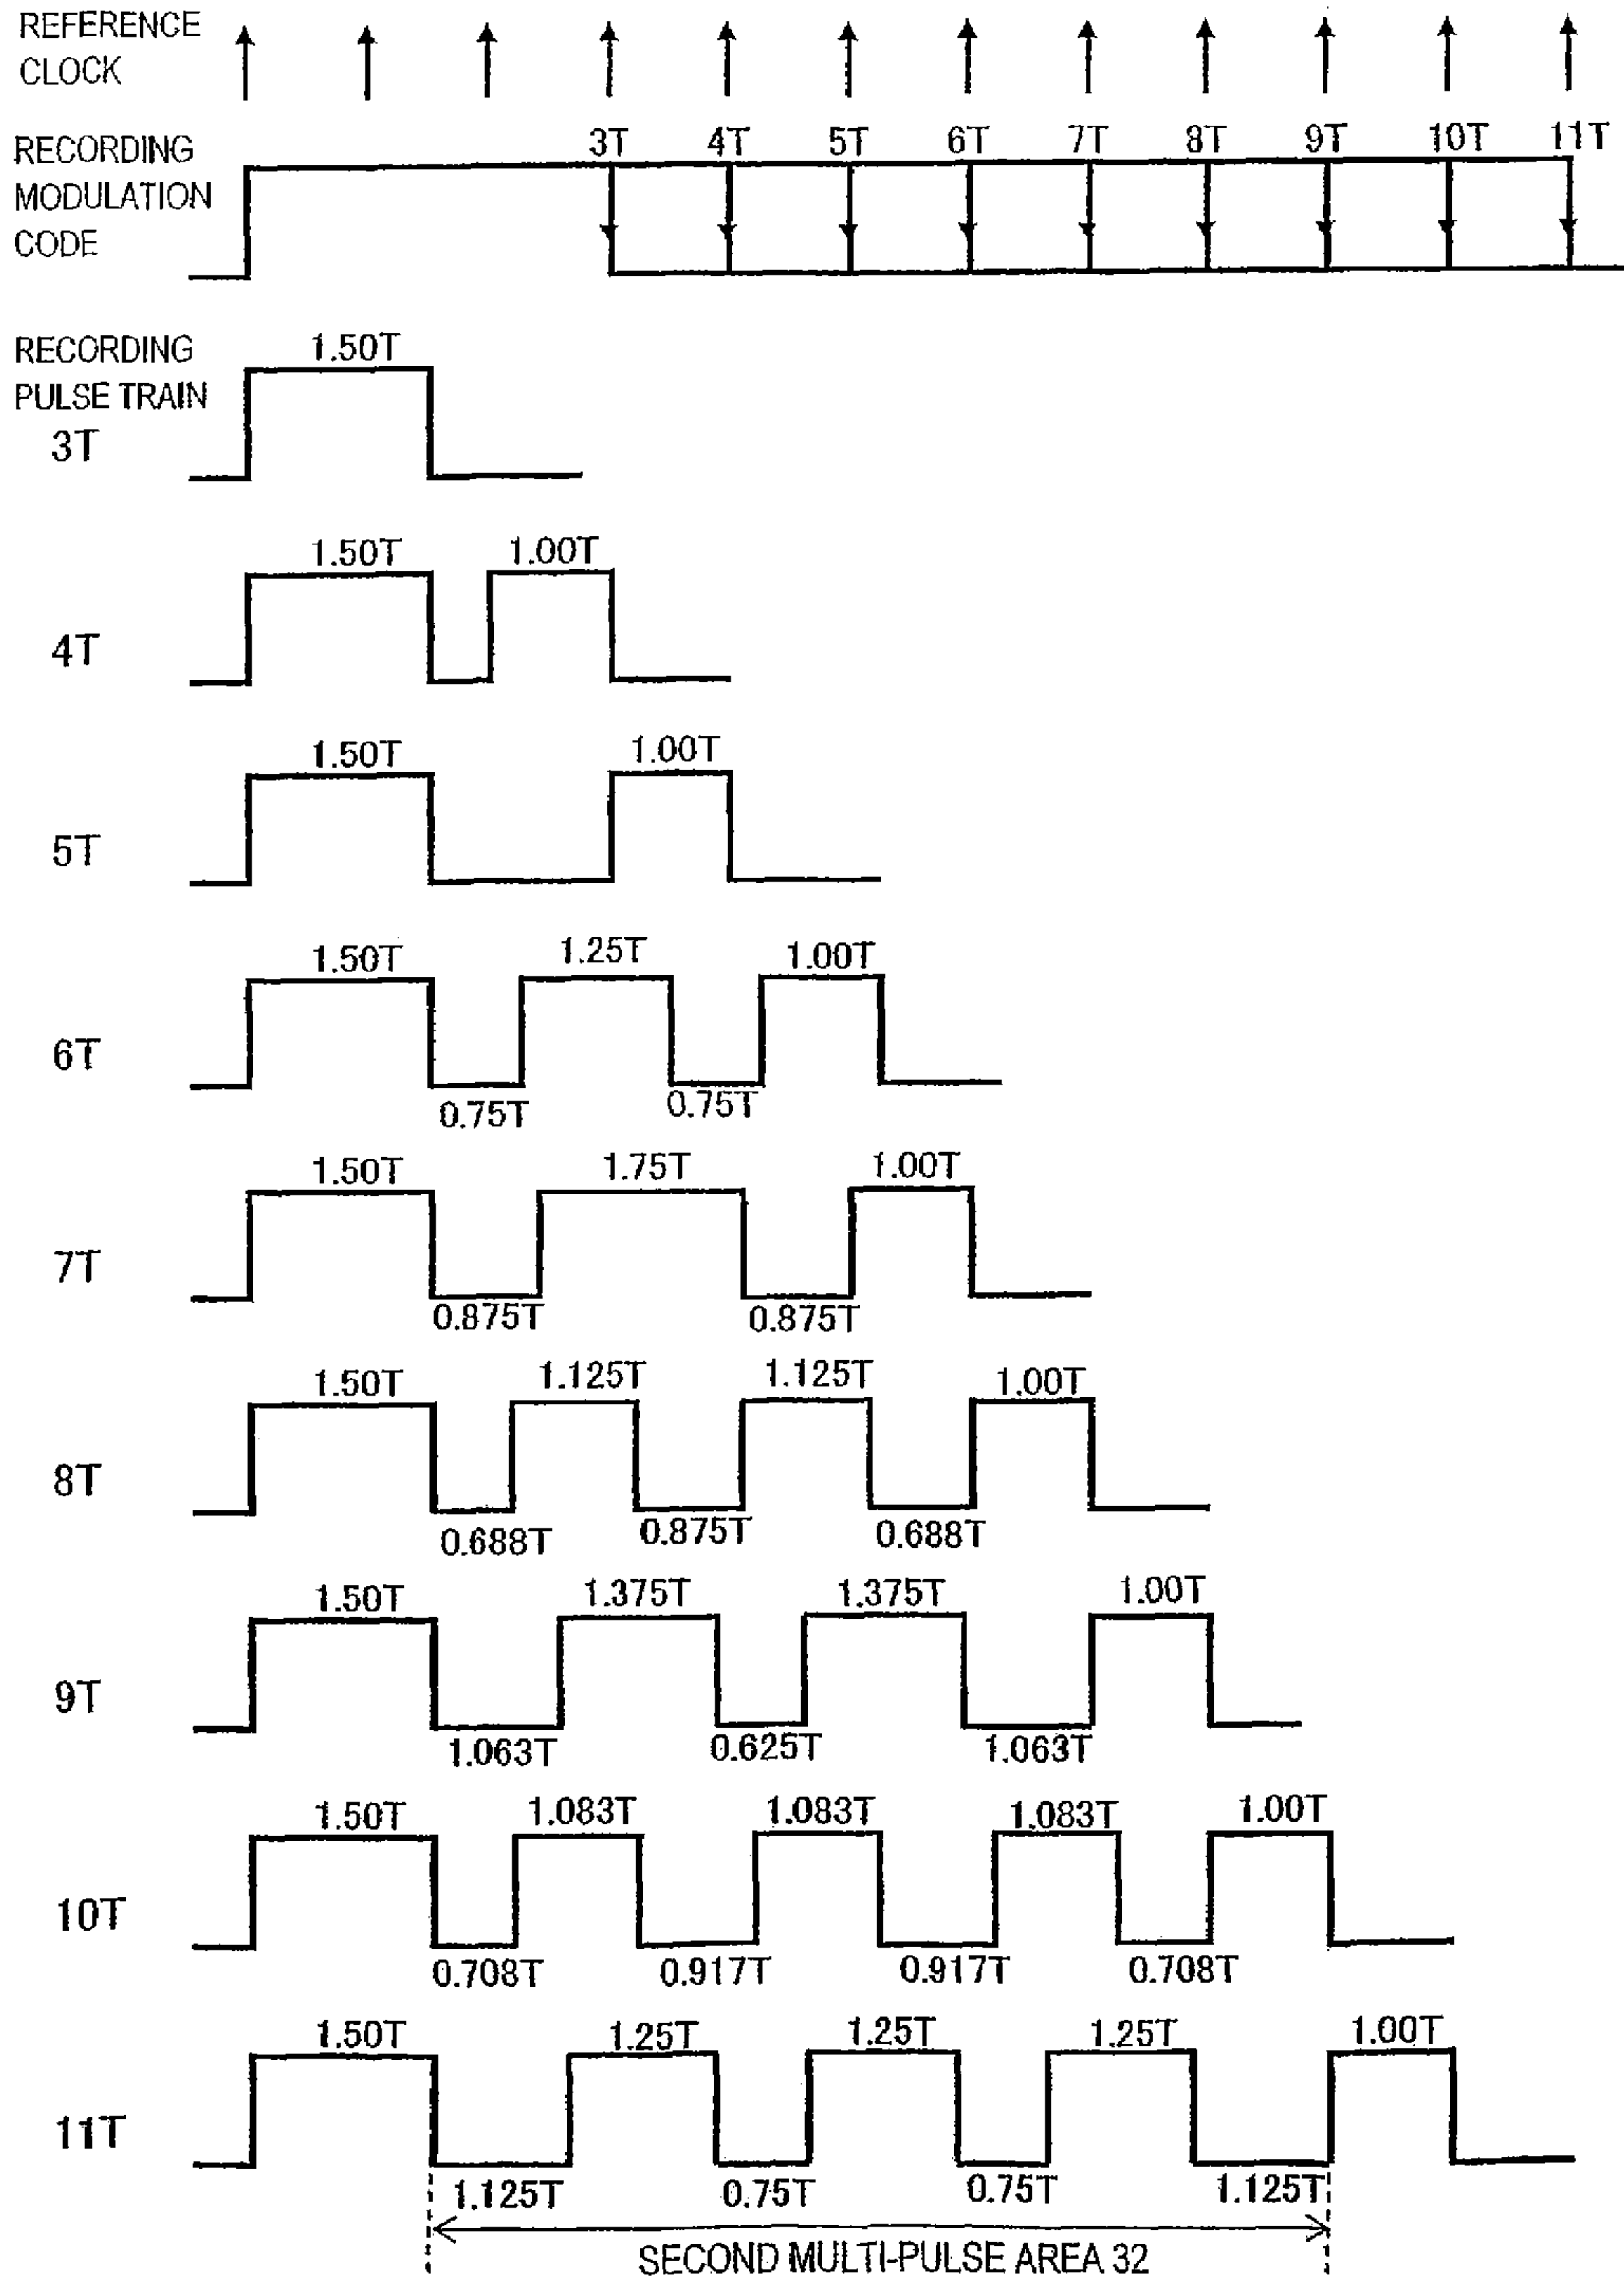 REFERENCE
CLOCK
RECORDING
MODULATION
CODE
3T 4T 5T 6T 7T 8T 9T 10T 11T
RECORDING
PULSE TRAIN
3T
1.50T
4T
1.50T 1.00T
5T
1.50T 1.00T
6T
1.50T 1.25T 1.00T
0.75T 0.75T
7T
1.50T 1.75T 1.00T
0.875T 0.875T
8T
1.50T 1.125T 1.125T 1.00T
0.688T 0.875T 0.688T
9T
1.50T 1.375T 1.375T 1.00T
1.063T 0.625T 1.063T
10T
1.50T 1.083T 1.083T 1.083T 1.00T
0.708T 0.917T 0.917T 0.708T
11T
1.50T 1.25T 1.25T 1.25T 1.00T
1.125T 0.75T 0.75T 1.125T
SECOND MULTI-PULSE AREA 32